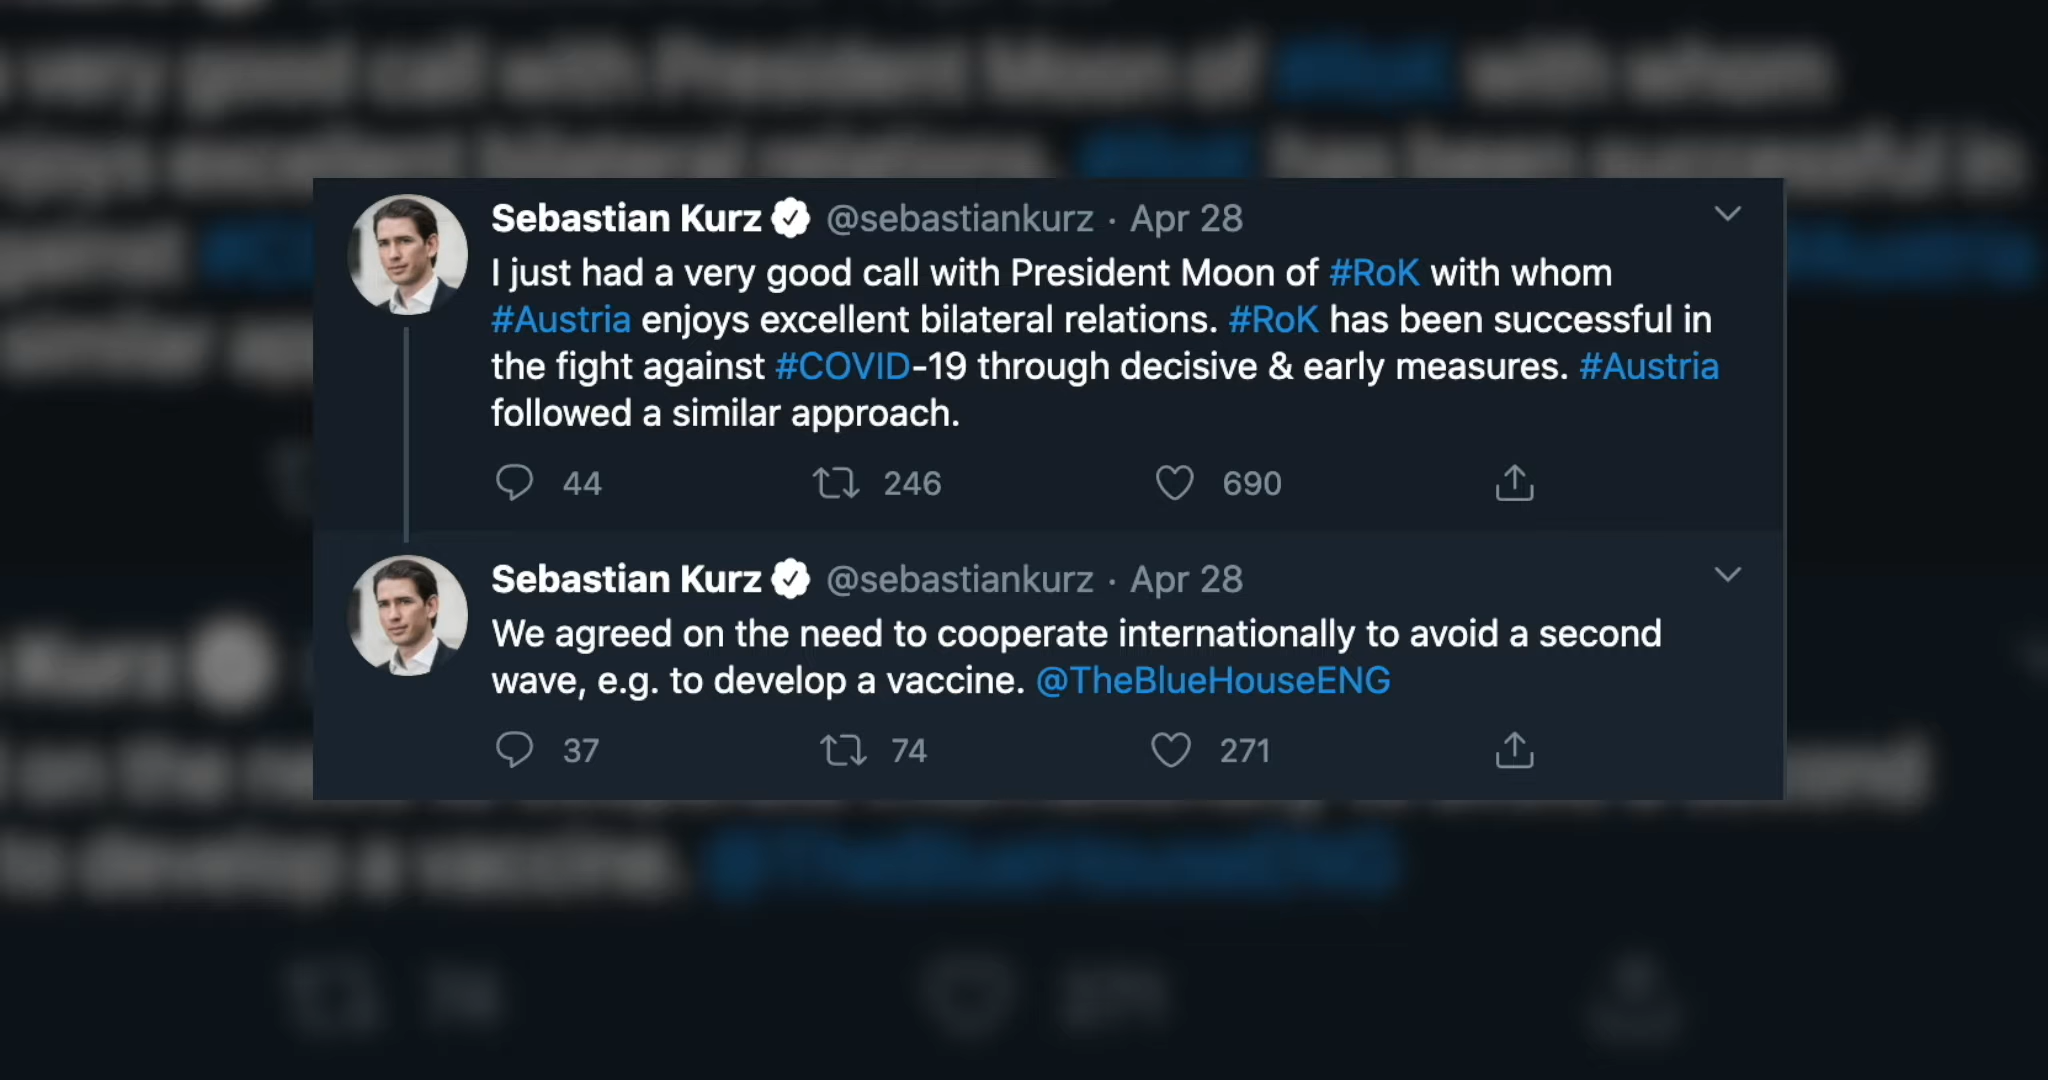 Sebastian Kurz @sebastiankurz · Apr 28
I just had a very good call with President Moon of #RoK with whom
#Austria enjoys excellent bilateral relations. #RoK has been successful in
the fight against #COVID-19 through decisive & early measures. #Austria
followed a similar approach.
44 246 690
Sebastian Kurz @sebastiankurz · Apr 28
We agreed on the need to cooperate internationally to avoid a second
wave, e.g. to develop a vaccine. @TheBlueHouseENG
37 74 271